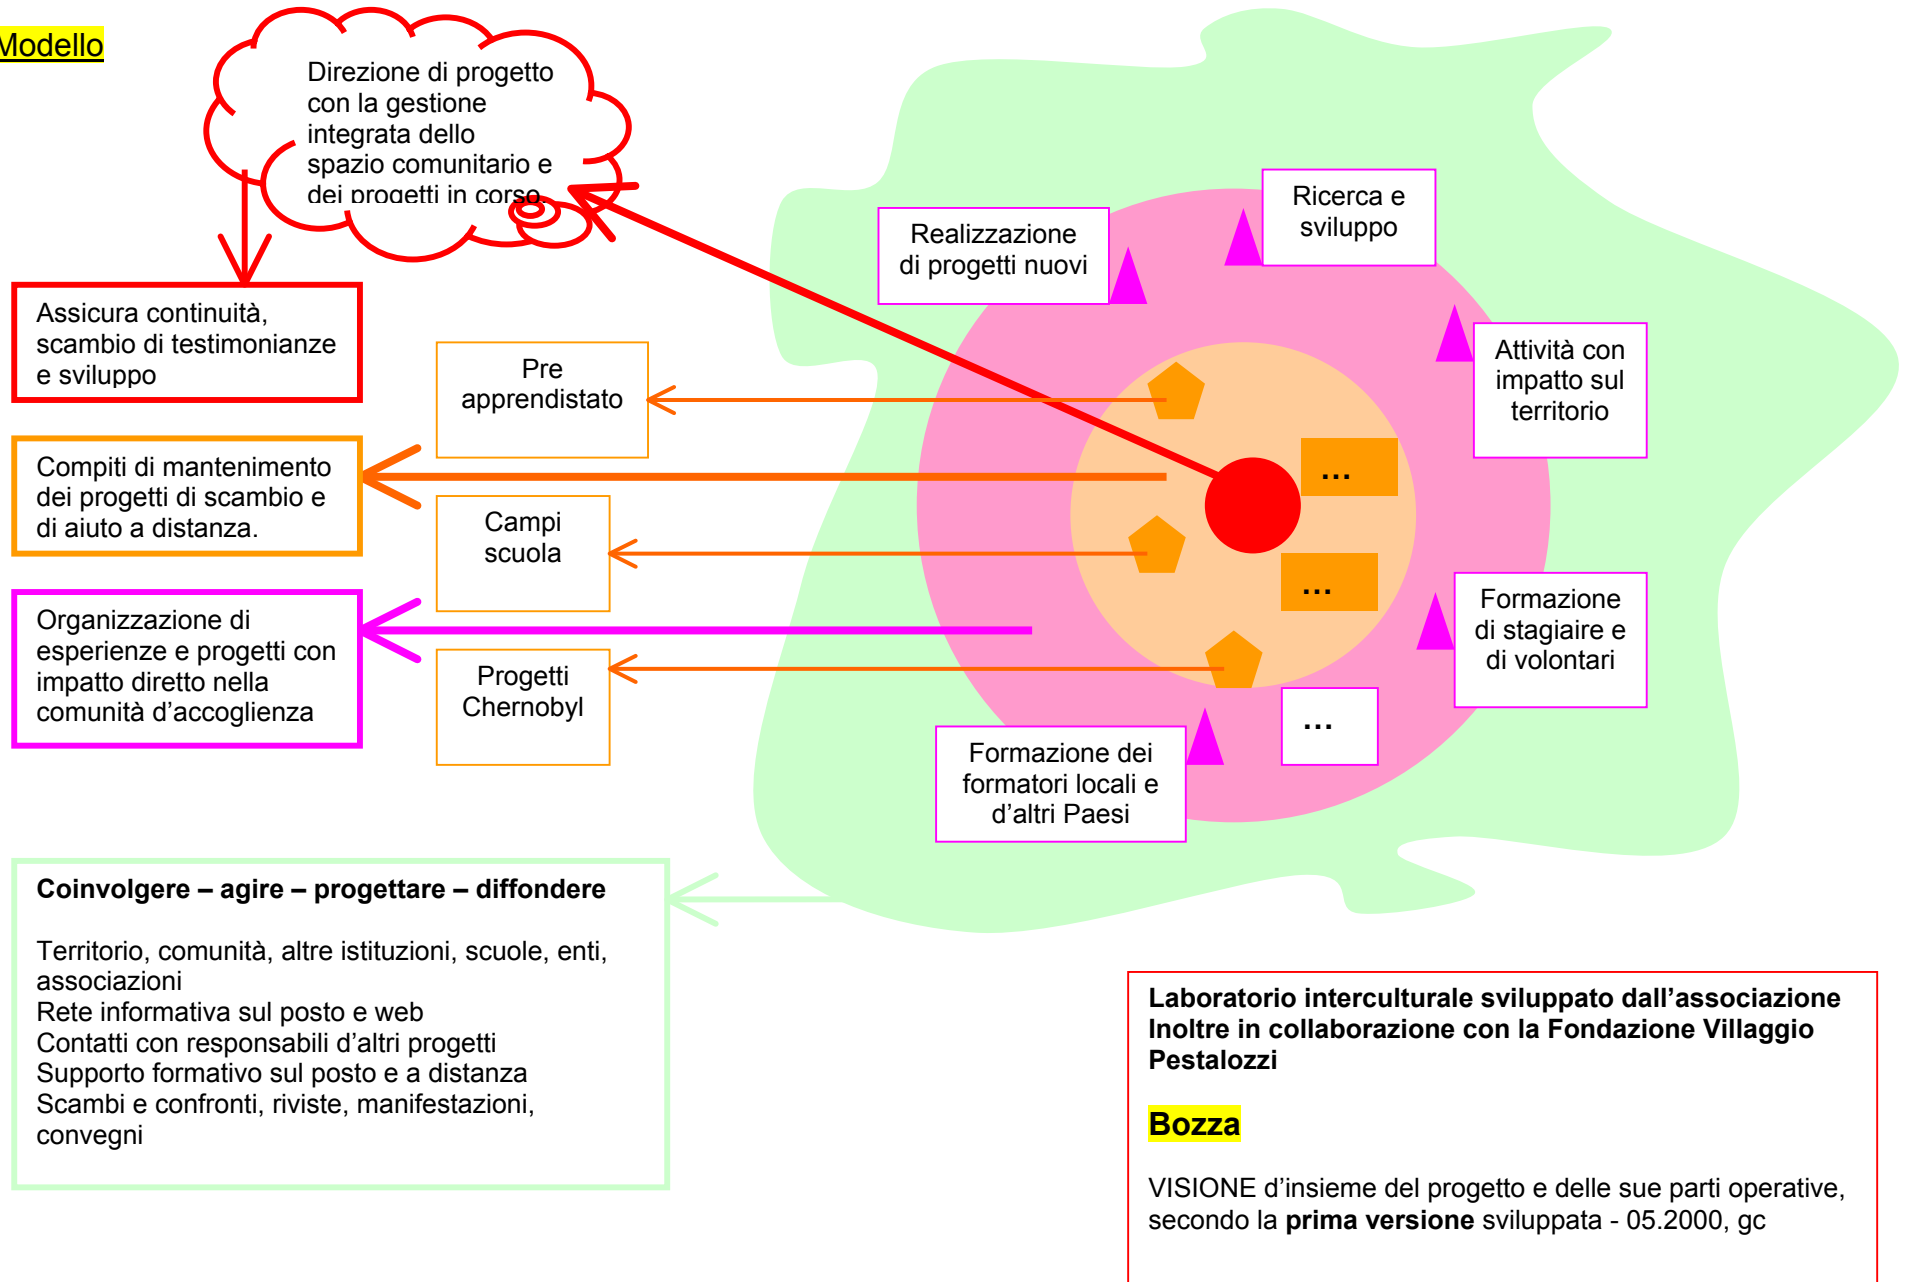 Modello
Direzione di progetto
con la gestione
integrata dello
spazio comunitario e
dei progetti in corso.
Ricerca e
sviluppo
Realizzazione
di progetti nuovi
Assicura continuità,
scambio di testimonianze
e sviluppo
Pre
apprendistato
Attività con
impatto sul
territorio
Compiti di mantenimento
dei progetti di scambio e
di aiuto a distanza.
...
Campi
scuola
...
Organizzazione di
esperienze e progetti con
impatto diretto nella
comunità d’accoglienza
Formazione
di stagiaire e
di volontari
Progetti
Chernobyl
...
Formazione dei
formatori locali e
d’altri Paesi
Coinvolgere – agire – progettare – diffondere
Territorio, comunità, altre istituzioni, scuole, enti,
associazioni
Rete informativa sul posto e web
Contatti con responsabili d’altri progetti
Supporto formativo sul posto e a distanza
Scambi e confronti, riviste, manifestazioni,
convegni
Laboratorio interculturale sviluppato dall’associazione
Inoltre in collaborazione con la Fondazione Villaggio
Pestalozzi
Bozza
VISIONE d’insieme del progetto e delle sue parti operative,
secondo la prima versione sviluppata - 05.2000, gc